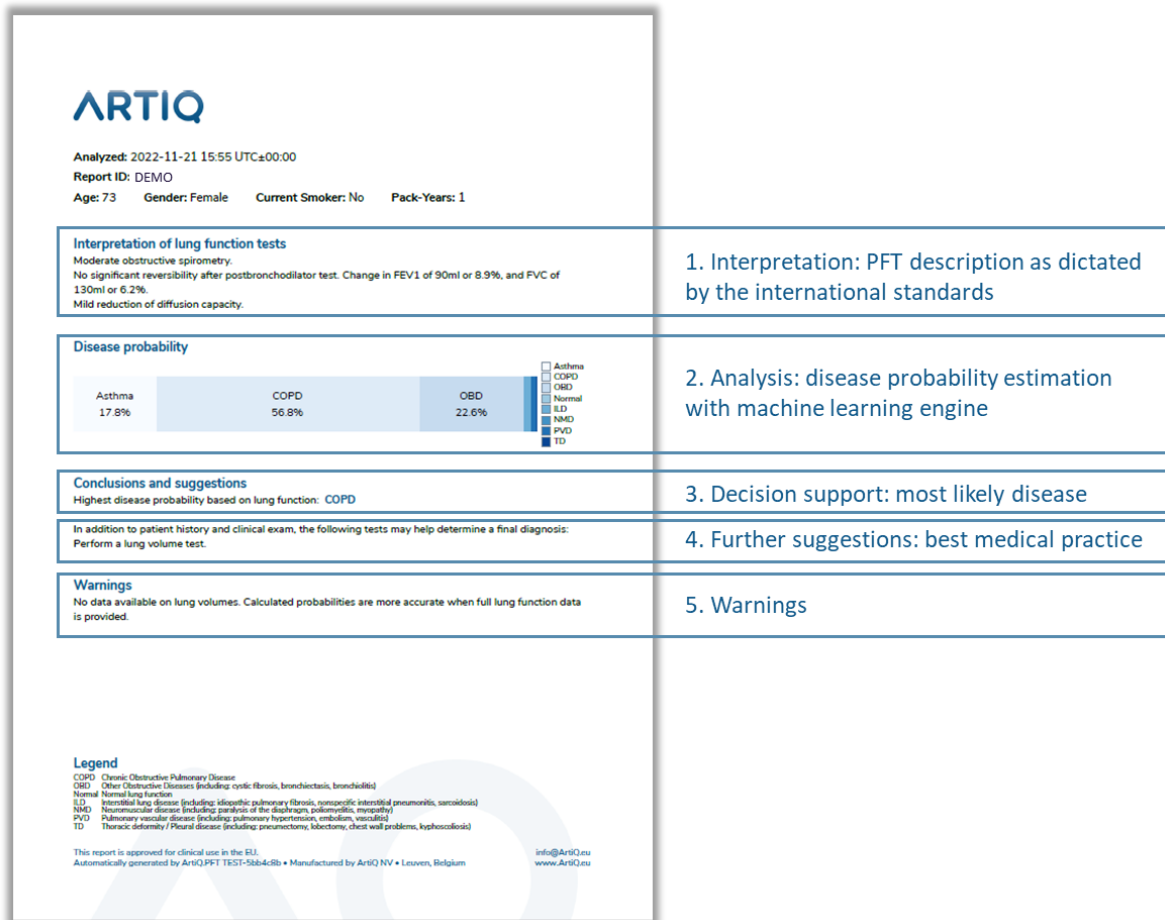 ARTIQ
Analyzed: 2022-11-21 15:55 UTC±00:00
Report ID: DEMO
Age: 73 Gender: Female Current Smoker: No Pack-Years: 1
Interpretation of lung function tests
Moderate obstructive spirometry.
No significant reversibility after postbronchodilator test. Change in FEV1 of 90ml or 8.9%, and FVC of
130ml or 6.2%.
Mild reduction of diffusion capacity.
1. Interpretation: PFT description as dictated
by the international standards
Disease probability
Asthma
17.8%
COPD
56.8%
OBD
22.6%
Asthma
COPD
OBD
Normal
ILD
NMD
PVD
TD
2. Analysis: disease probability estimation
with machine learning engine
Conclusions and suggestions
Highest disease probability based on lung function: COPD
3. Decision support: most likely disease
In addition to patient history and clinical exam, the following tests may help determine a final diagnosis:
Perform a lung volume test.
4. Further suggestions: best medical practice
Warnings
No data available on lung volumes. Calculated probabilities are more accurate when full lung function data
is provided.
5. Warnings
Legend
COPD Chronic Obstructive Pulmonary Disease
OBD Other Obstructive Diseases (including: cystic fibrosis, bronchiectasis, bronchiolitis)
Normal Normal lung function
ILD Interstitial lung disease (including: idiopathic pulmonary fibrosis, nonspecific interstitial pneumonitis, sarcoidosis)
NMD Neuromuscular disease (including: paralysis of the diaphragm, poliomyelitis, myopathy)
PVD Pulmonary vascular disease (including: pulmonary hypertension, embolism, vasculitis)
TD Thoracic deformity / Pleural disease (including: pneumectomy, lobectomy, chest wall problems, kyphoscoliosis)
This report is approved for clinical use in the EU.
Automatically generated by ArtiQ.PFT TEST-5bb4c8b • Manufactured by ArtiQ NV • Leuven, Belgium
info@ArtiQ.eu
www.ArtiQ.eu